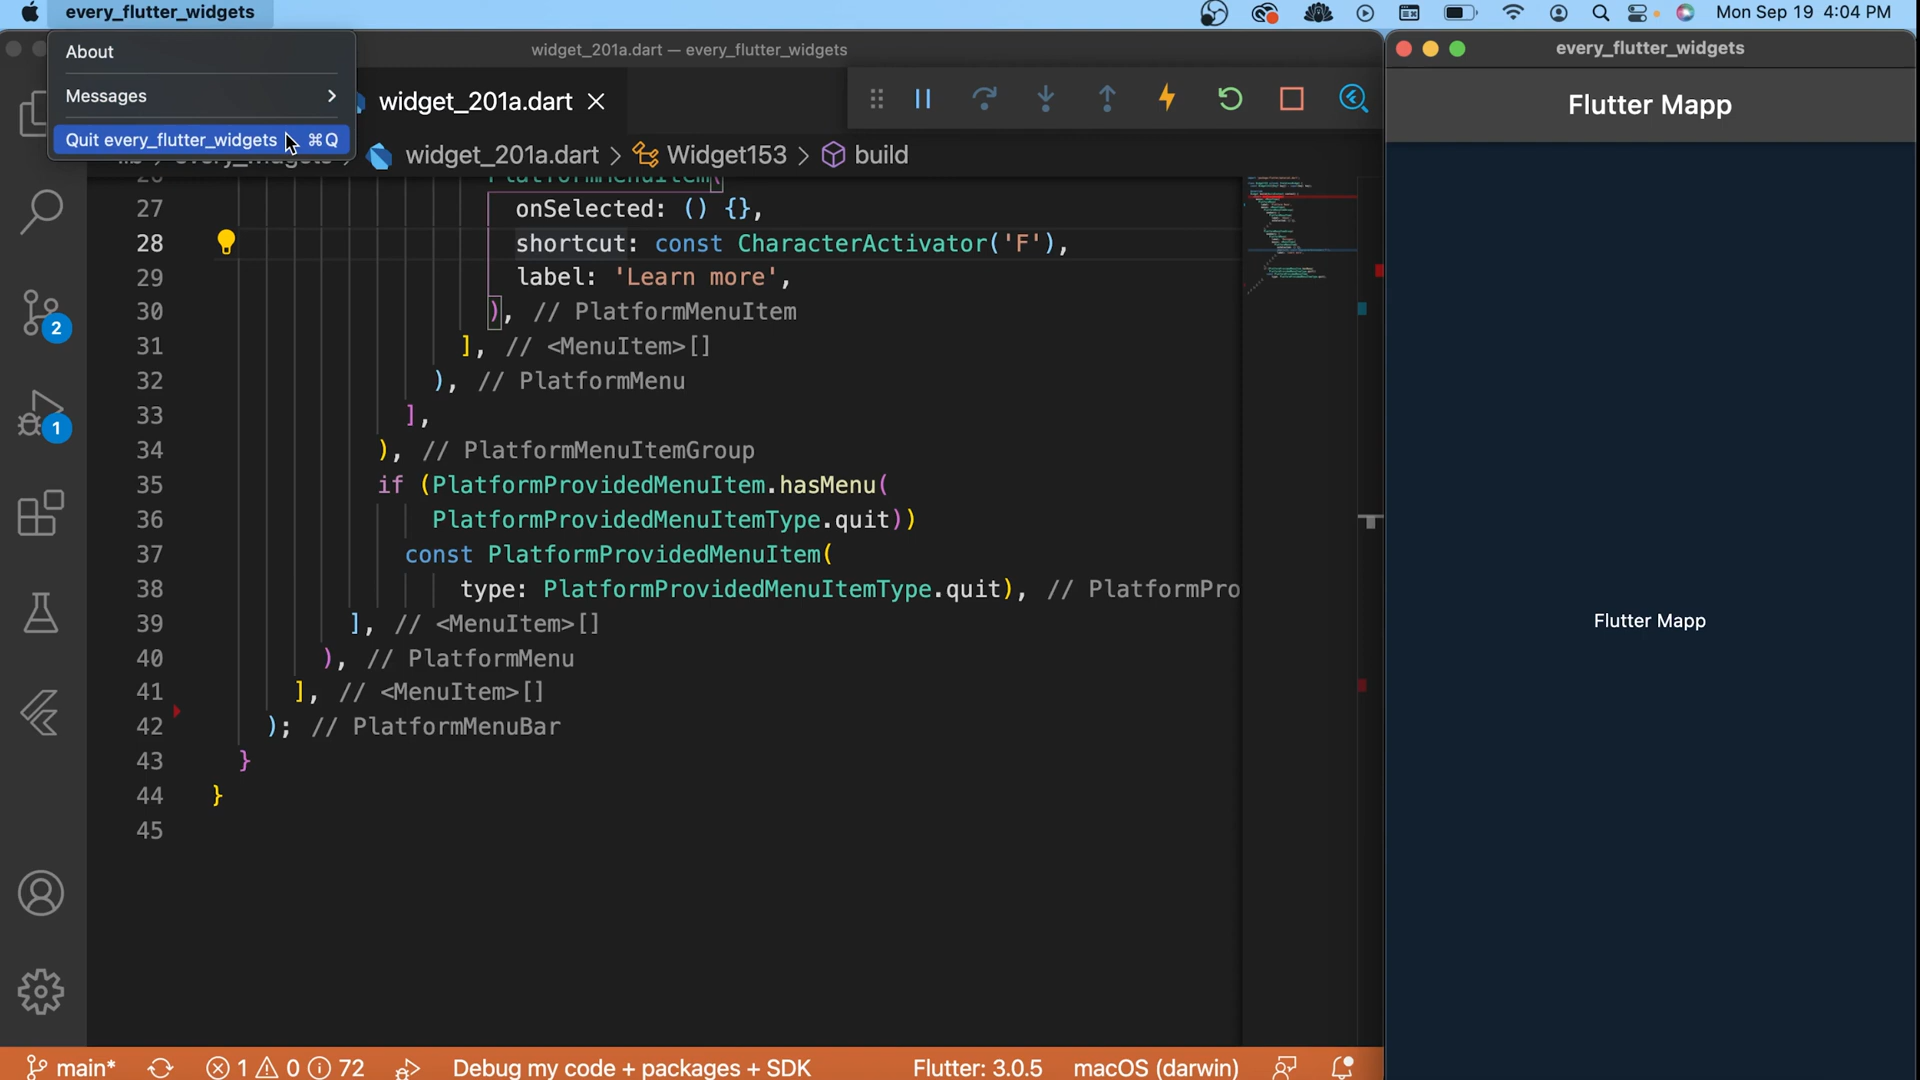 every_flutter_widgets
Mon Sep 19 4:04 PM
About
Messages
Quit every_flutter_widgets ⌘Q
widget_201a.dart — every_flutter_widgets
widget_201a.dart
widget_201a.dart > Widget153 > build
27 onSelected: () {},
28 shortcut: const CharacterActivator('F'),
29 label: 'Learn more',
30 ), // PlatformMenuItem
31 ], // <MenuItem>[]
32 ), // PlatformMenu
33 ],
34 ), // PlatformMenuItemGroup
35 if (PlatformProvidedMenuItem.hasMenu(
36 PlatformProvidedMenuItemType.quit))
37 const PlatformProvidedMenuItem(
38 type: PlatformProvidedMenuItemType.quit), // PlatformPro
39 ], // <MenuItem>[]
40 ), // PlatformMenu
41 ], // <MenuItem>[]
42 ); // PlatformMenuBar
43 }
44 }
45
2
1
main* 1 0 72 Debug my code + packages + SDK Flutter: 3.0.5 macOS (darwin)
every_flutter_widgets
Flutter Mapp
Flutter Mapp